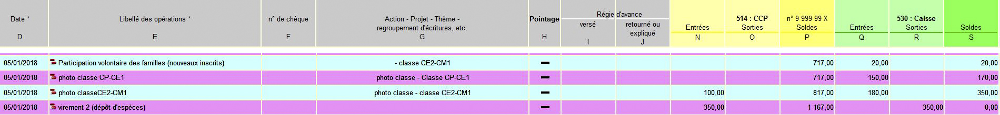 Date * Libellé des opérations * n° de chèque Action - Projet - Thème - regroupement d'écritures, etc. Pointage Régie d'avance versé retourné ou expliqué Entrées 514 : CCP Sorties n° 9 999 99 X Soldes Entrées 530 : Caisse Sorties Soldes
D E F G H I J N O P Q R S
05/01/2018 Participation volontaire des familles (nouveaux inscrits) - classe CE2-CM1 717,00 20,00 20,00
05/01/2018 photo classe CP-CE1 photo classe - Classe CP-CE1 717,00 150,00 170,00
05/01/2018 photo classeCE2-CM1 photo classe - classe CE2-CM1 100,00 817,00 180,00 350,00
05/01/2018 virement 2 (dépôt d'espèces) 350,00 1 167,00 350,00 0,00